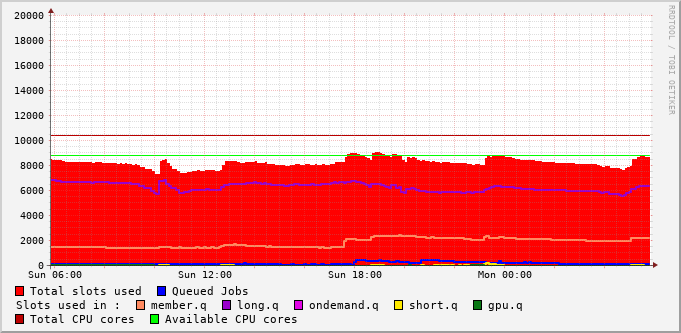 20000
18000
16000
14000
12000
10000
8000
6000
4000
2000
0
Sun 06:00 Sun 12:00 Sun 18:00 Mon 00:00
Total slots used Queued Jobs
Slots used in : member.q long.q ondemand.q short.q gpu.q
Total CPU cores Available CPU cores
RRDTOOL / TOBI OETIKER